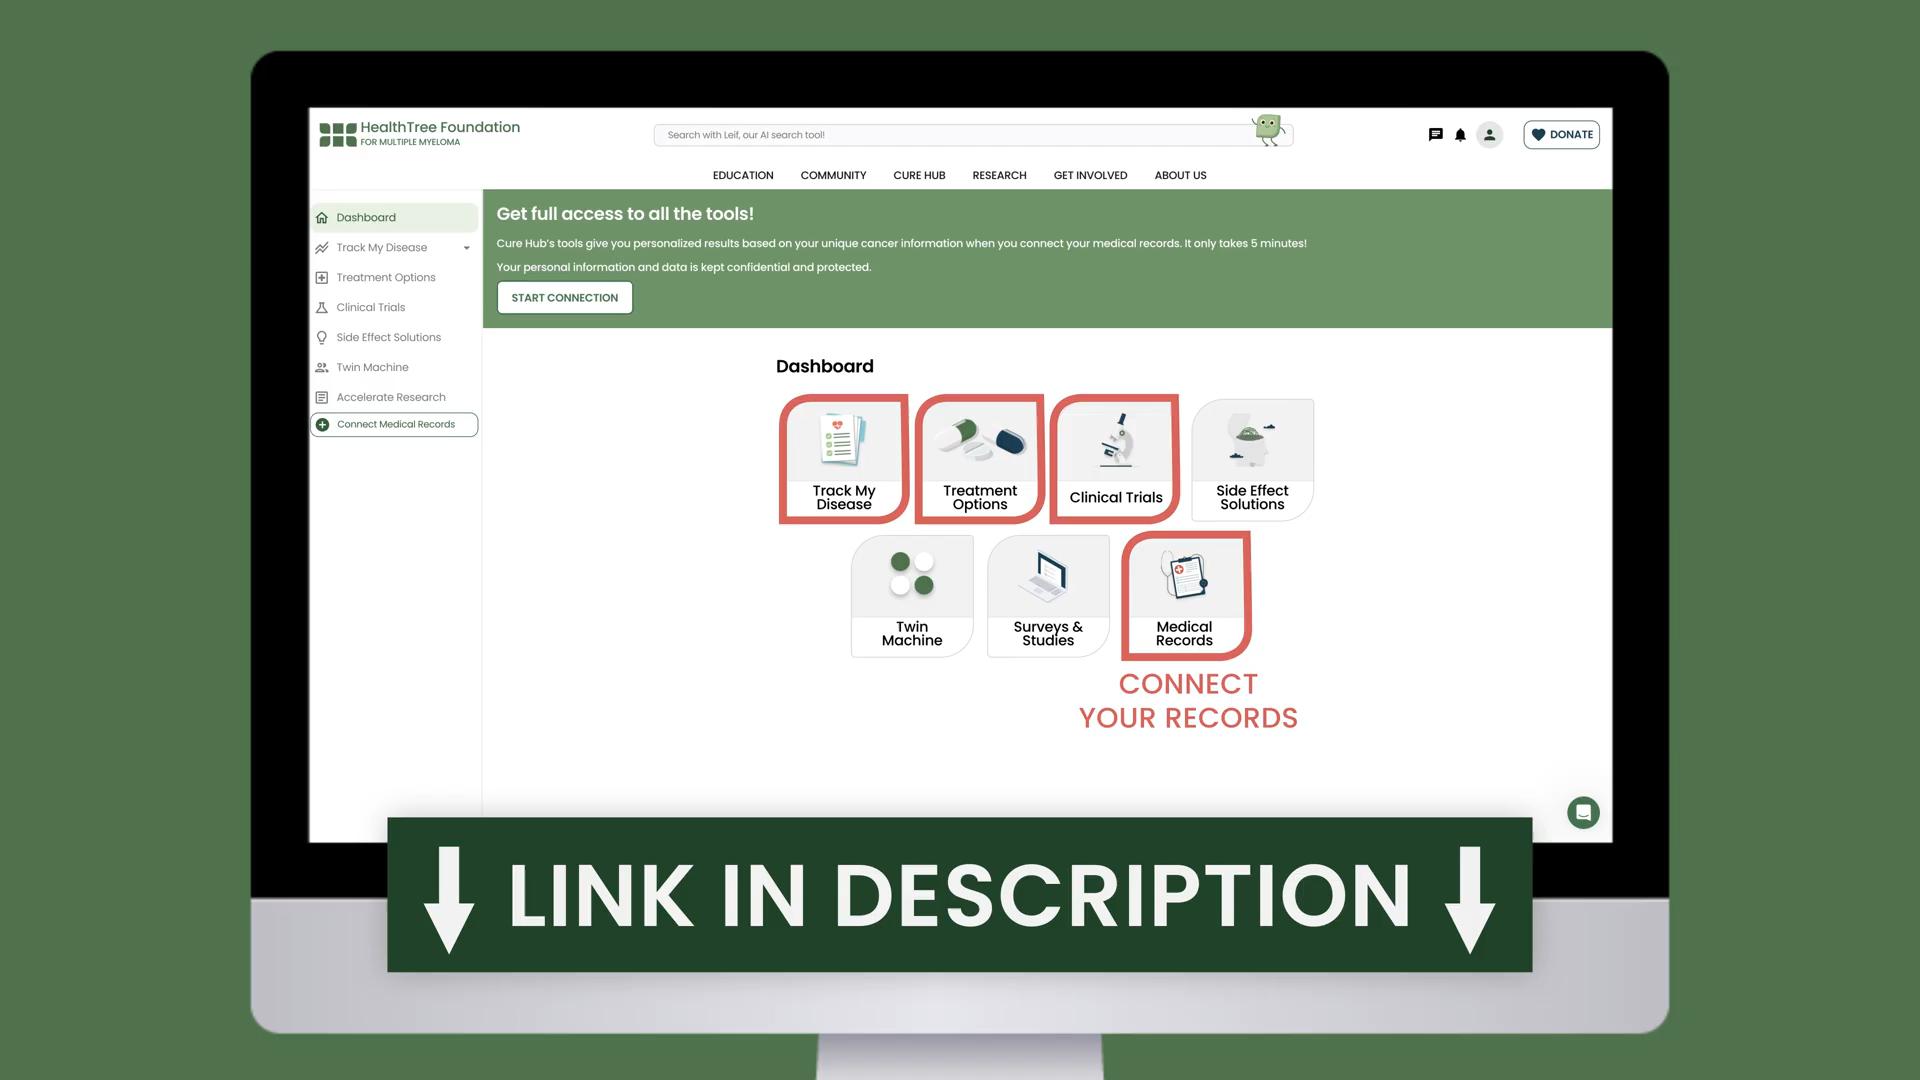 HealthTree Foundation
FOR MULTIPLE MYELOMA
Search with Leif, our AI search tool!
DONATE
EDUCATION COMMUNITY CURE HUB RESEARCH GET INVOLVED ABOUT US
Dashboard
Track My Disease
Treatment Options
Clinical Trials
Side Effect Solutions
Twin Machine
Accelerate Research
Connect Medical Records
Get full access to all the tools!
Cure Hub's tools give you personalized results based on your unique cancer information when you connect your medical records. It only takes 5 minutes!
Your personal information and data is kept confidential and protected.
START CONNECTION
Dashboard
Track My
Disease
Treatment
Options
Clinical Trials
Side Effect
Solutions
Twin
Machine
Surveys &
Studies
Medical
Records
CONNECT
YOUR RECORDS
LINK IN DESCRIPTION